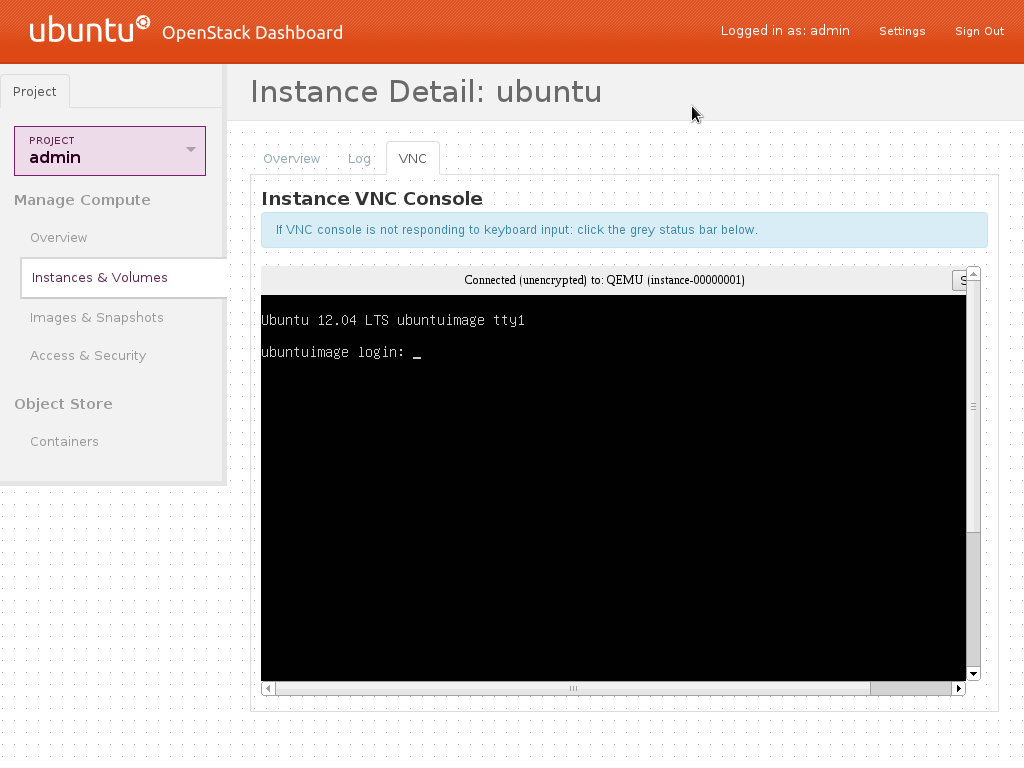 ubuntu OpenStack Dashboard
Logged in as: admin Settings Sign Out
Project
PROJECT
admin
Manage Compute
Overview
Instances & Volumes
Images & Snapshots
Access & Security
Object Store
Containers
Instance Detail: ubuntu
Overview Log VNC
Instance VNC Console
If VNC console is not responding to keyboard input: click the grey status bar below.
Connected (unencrypted) to: QEMU (instance-00000001)
Ubuntu 12.04 LTS ubuntuimage tty1
ubuntuimage login: _